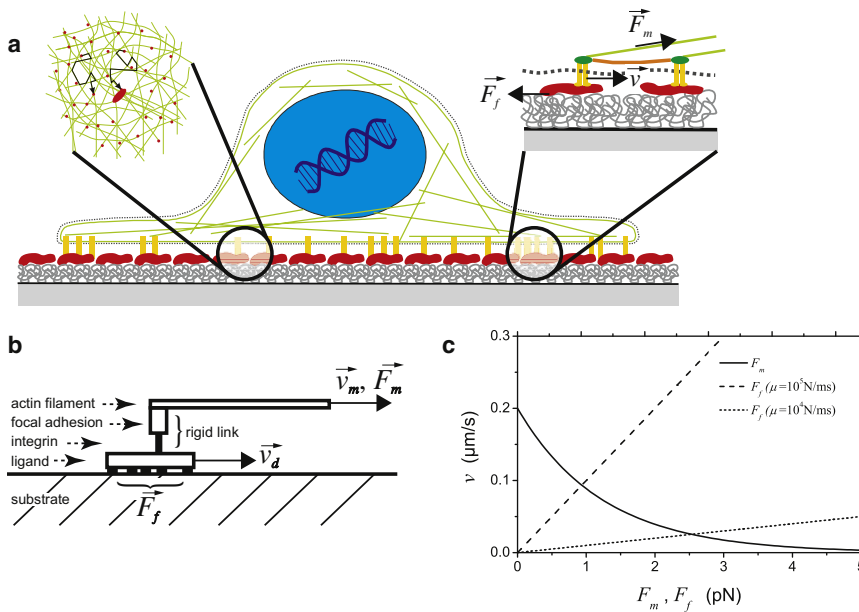 a
F_m
v
F_f
b
v_m, F_m
actin filament
focal adhesion
rigid link
integrin
ligand
v_d
substrate
F_f
c
0.3
0.2
0.1
0.0
v (μm/s)
F_m
F_f (μ=10^5N/ms)
F_f (μ=10^4N/ms)
0 1 2 3 4 5
F_m , F_f (pN)